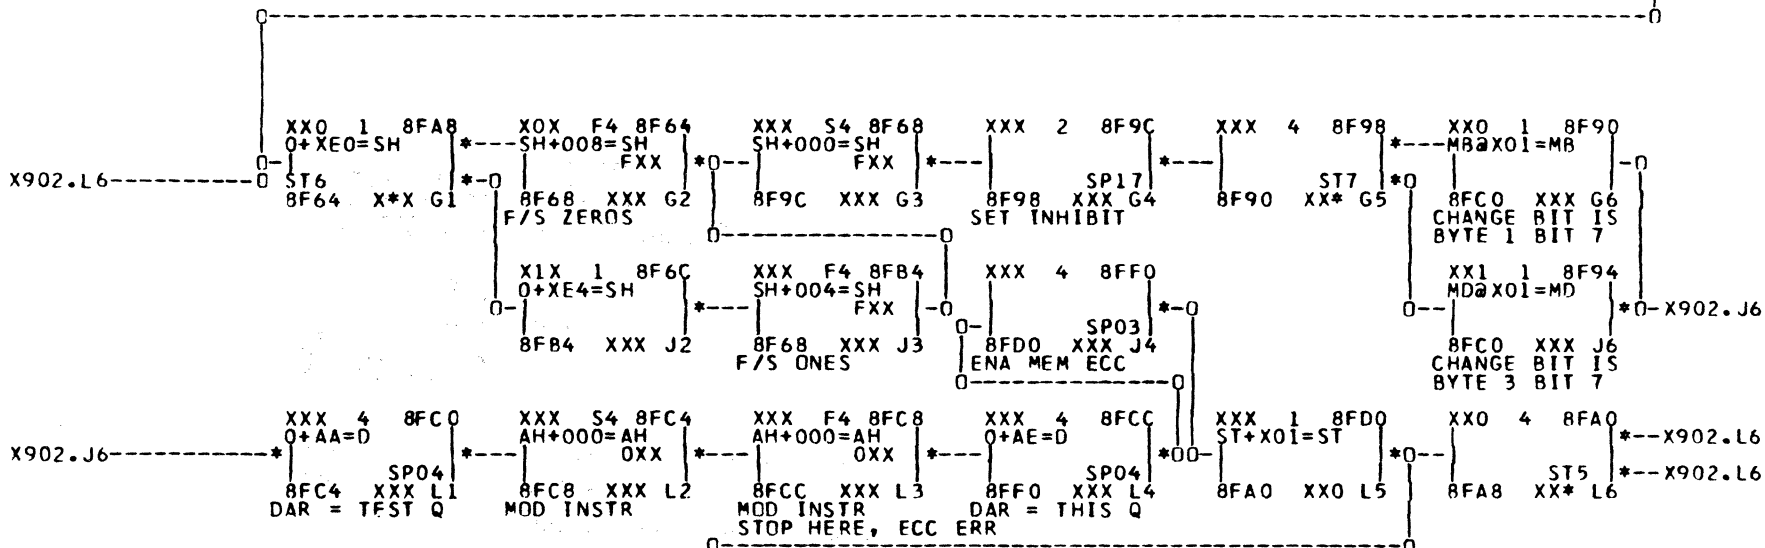 XX0 1 8FA8 X0X F4 8F64 XXX S4 8F68 XXX 2 8F9C XXX 4 8F98 XX0 1 8F90
0+XE0=SH *--- SH+008=SH SH+000=SH *--- MB@X01=MB
FXX *0-- FXX *--- *---
X902.L6
ST6 *-0 SP17 ST7 *0
8F64 X*X G1 8F68 XXX G2 8F9C XXX G3 8F98 XXX G4 8F90 XX* G5 8FC0 XXX G6
F/S ZEROS SET INHIBIT CHANGE BIT IS
BYTE 1 BIT 7
X1X 1 8F6C XXX F4 8FB4 XXX 4 8FF0 XX1 1 8F94
0+XE4=SH SH+004=SH MD@X01=MD
*--- FXX *-0 *0-X902.J6
SP03
8FB4 XXX J2 8F68 XXX J3 8FD0 XXX J4 8FC0 XXX J6
F/S ONES ENA MEM ECC CHANGE BIT IS
BYTE 3 BIT 7
XXX 4 8FC0 XXX S4 8FC4 XXX F4 8FC8 XXX 4 8FCC XXX 1 8FD0 XX0 4 8FA0
0+AA=D AH+000=AH AH+000=AH 0+AE=D ST+X01=ST *--X902.L6
X902.J6 * *--- 0XX *--- 0XX *--- *00- *0--
SP04 SP04 ST5 *--X902.L6
8FC4 XXX L1 8FC8 XXX L2 8FCC XXX L3 8FF0 XXX L4 8FA0 XX0 L5 8FA8 XX* L6
DAR = TEST Q MOD INSTR MOD INSTR DAR = THIS Q
STOP HERE, ECC ERR